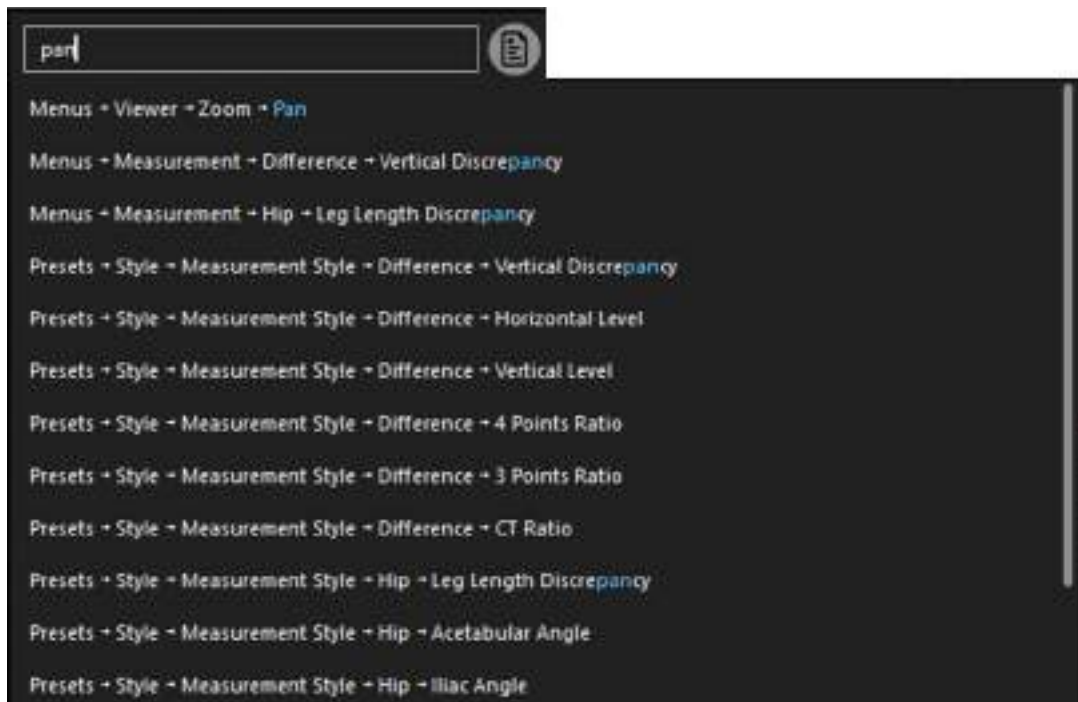 pan
Menus → Viewer → Zoom → Pan
Menus → Measurement → Difference → Vertical Discrepancy
Menus → Measurement → Hip → Leg Length Discrepancy
Presets → Style → Measurement Style → Difference → Vertical Discrepancy
Presets → Style → Measurement Style → Difference → Horizontal Level
Presets → Style → Measurement Style → Difference → Vertical Level
Presets → Style → Measurement Style → Difference → 4 Points Ratio
Presets → Style → Measurement Style → Difference → 3 Points Ratio
Presets → Style → Measurement Style → Difference → CT Ratio
Presets → Style → Measurement Style → Hip → Leg Length Discrepancy
Presets → Style → Measurement Style → Hip → Acetabular Angle
Presets → Style → Measurement Style → Hip → Iliac Angle